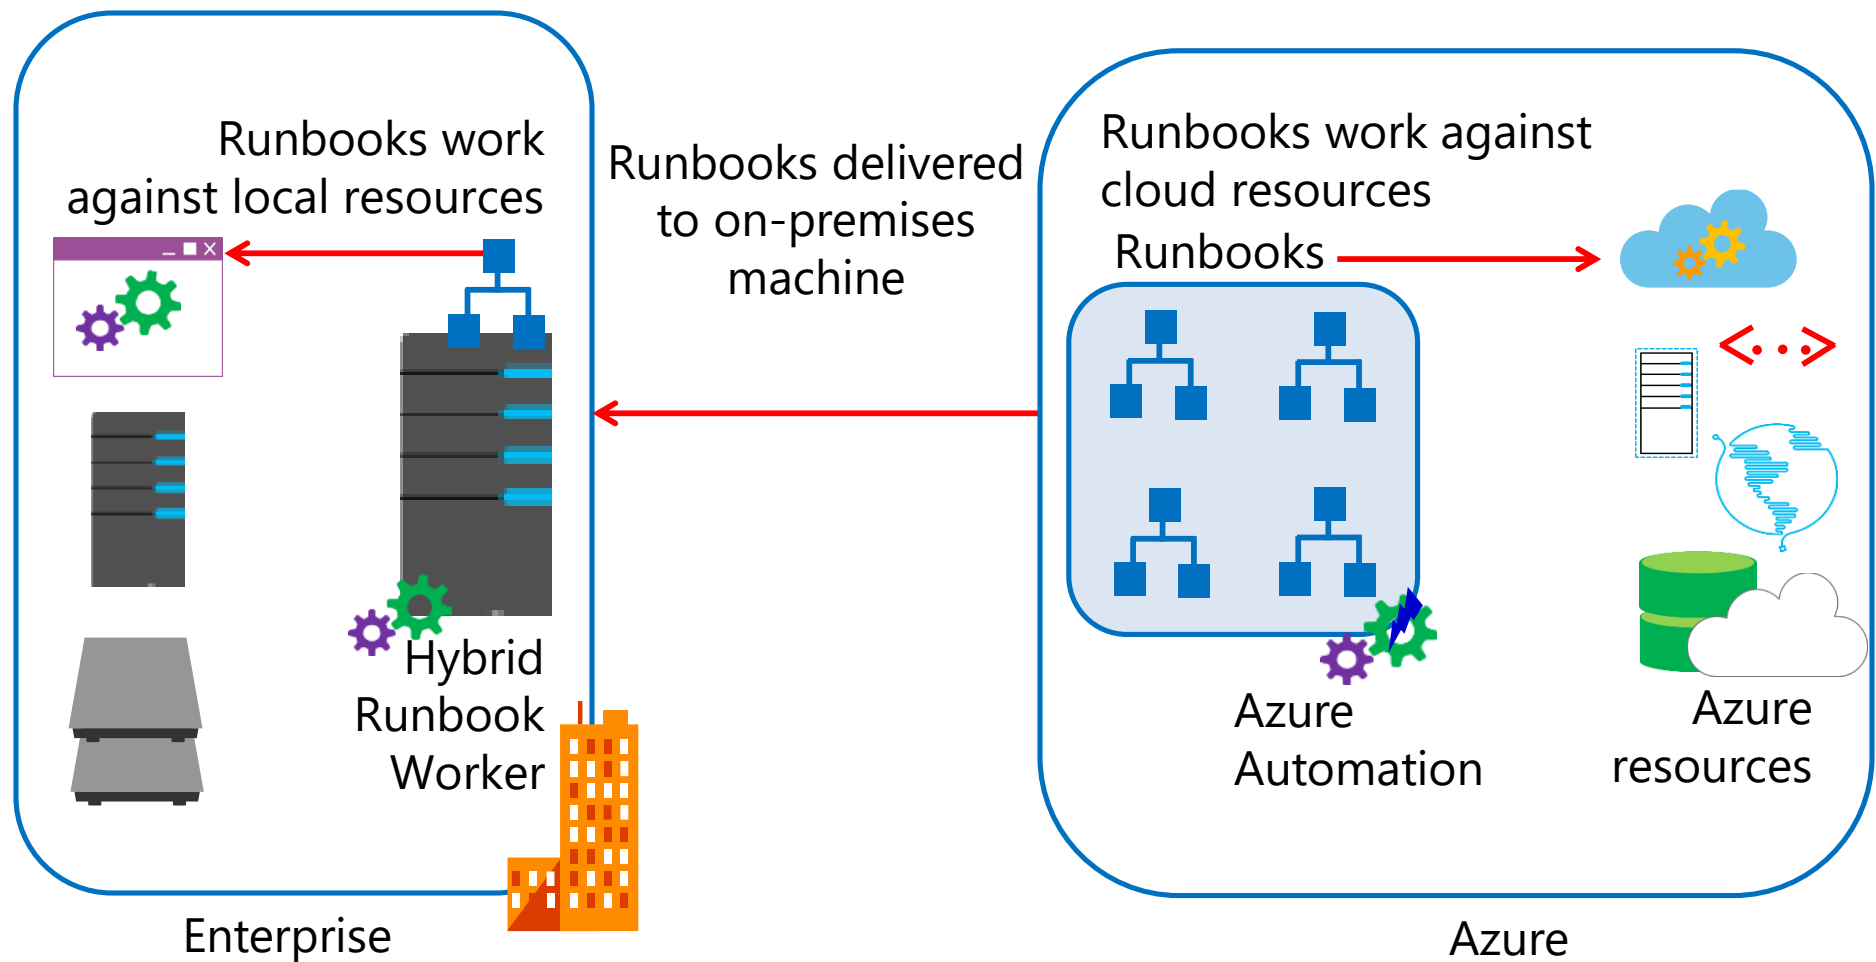 Runbooks work
against local resources
Hybrid
Runbook
Worker
Enterprise
Runbooks delivered
to on-premises
machine
Runbooks work against
cloud resources
Runbooks
Azure
Automation
Azure
resources
Azure